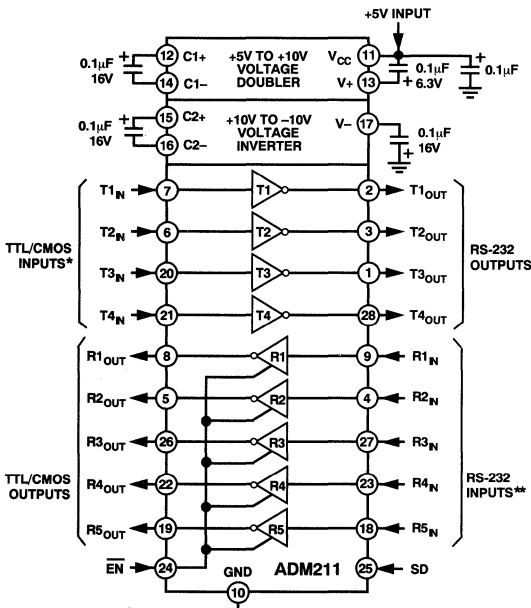 +5V INPUT
12 C1+ +5V TO +10V VOLTAGE DOUBLER VCC 11
0.1μF 16V
14 C1– V+ 13
0.1μF 6.3V
0.1μF
15 C2+ +10V TO –10V VOLTAGE INVERTER V– 17
0.1μF 16V
16 C2–
0.1μF 16V
T1IN 7 T1 2 T1OUT
T2IN 6 T2 3 T2OUT
TTL/CMOS INPUTS*
RS-232 OUTPUTS
T3IN 20 T3 1 T3OUT
T4IN 21 T4 28 T4OUT
R1OUT 8 R1 9 R1IN
R2OUT 5 R2 4 R2IN
R3OUT 26 R3 27 R3IN
TTL/CMOS OUTPUTS
RS-232 INPUTS**
R4OUT 22 R4 23 R4IN
R5OUT 19 R5 18 R5IN
EN 24 GND ADM211 25 SD
10